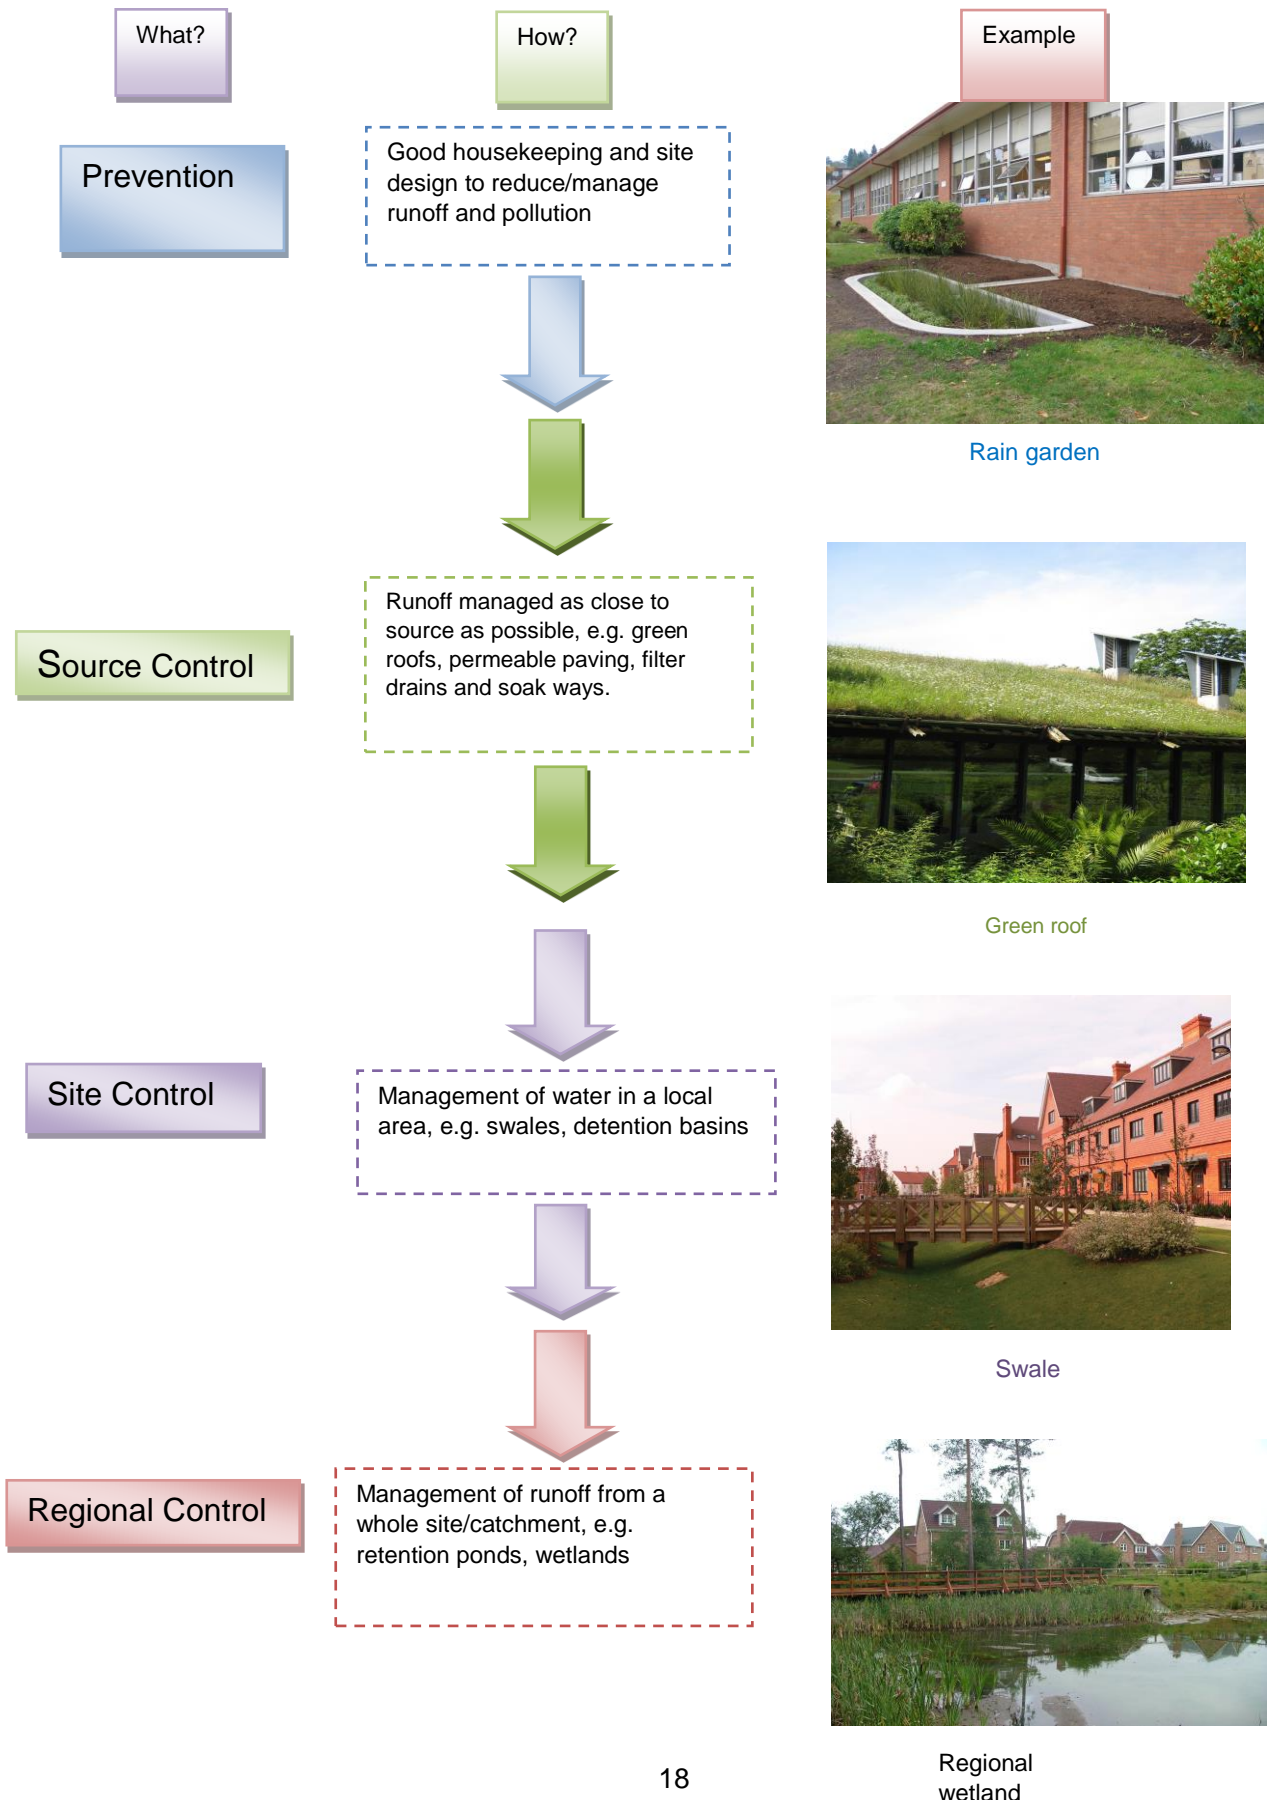 What?
How?
Example
Prevention
Good housekeeping and site
design to reduce/manage
runoff and pollution
Rain garden
Source Control
Runoff managed as close to
source as possible, e.g. green
roofs, permeable paving, filter
drains and soak ways.
Green roof
Site Control
Management of water in a local
area, e.g. swales, detention basins
Swale
Regional Control
Management of runoff from a
whole site/catchment, e.g.
retention ponds, wetlands
Regional
wetland
18